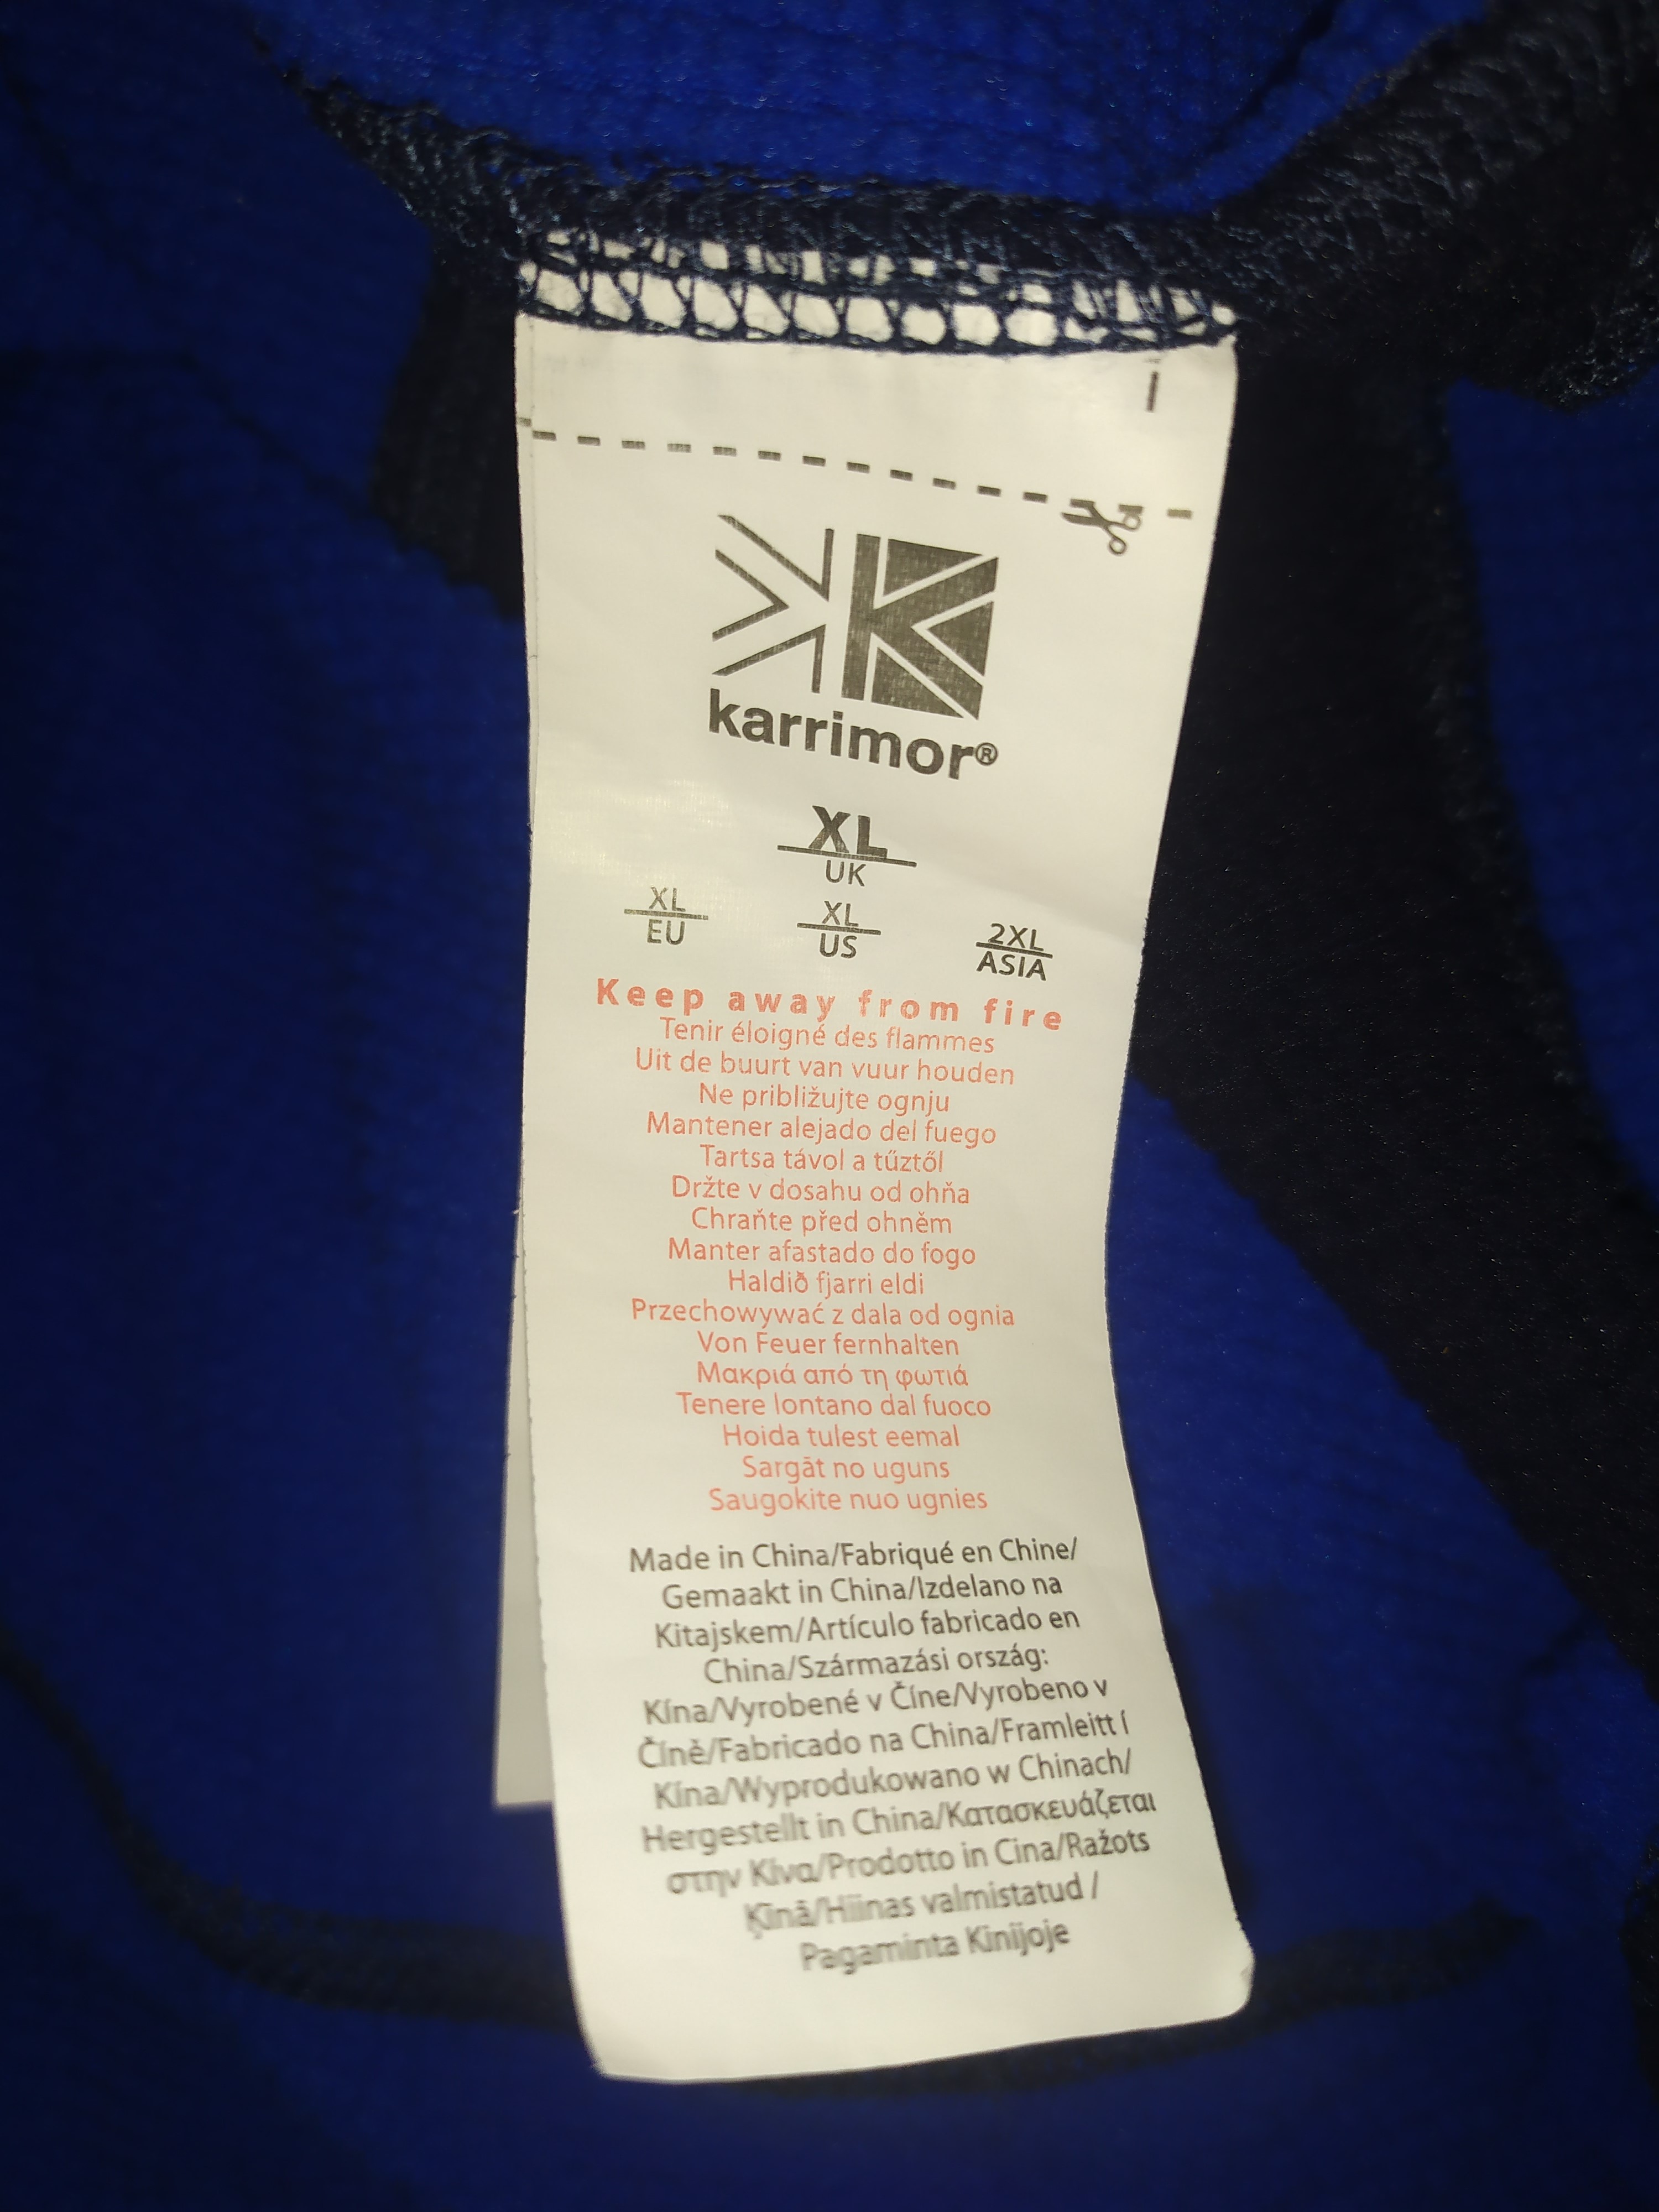 karrimor®
XL
UK
XL
EU
XL
US
2XL
ASIA
Keep away from fire
Tenir éloigné des flammes
Uit de buurt van vuur houden
Ne približujte ognju
Mantener alejado del fuego
Tartsa távol a tűztől
Držte v dosahu od ohňa
Chraňte před ohněm
Manter afastado do fogo
Haldið fjarri eldi
Przechowywać z dala od ognia
Von Feuer fernhalten
Μακριά από τη φωτιά
Tenere lontano dal fuoco
Hoida tulest eemal
Sargāt no uguns
Saugokite nuo ugnies
Made in China/Fabriqué en Chine/
Gemaakt in China/Izdelano na
Kitajskem/Artículo fabricado en
China/Származási ország:
Kína/Vyrobené v Číne/Vyrobeno v
Číně/Fabricado na China/Framleitt í
Kína/Wyprodukowano w Chinach/
Hergestellt in China/Κατασκευάζεται
στην Κίνα/Prodotto in Cina/Ražots
Ķīnā/Hiinas valmistatud /
Pagaminta Kinijoje